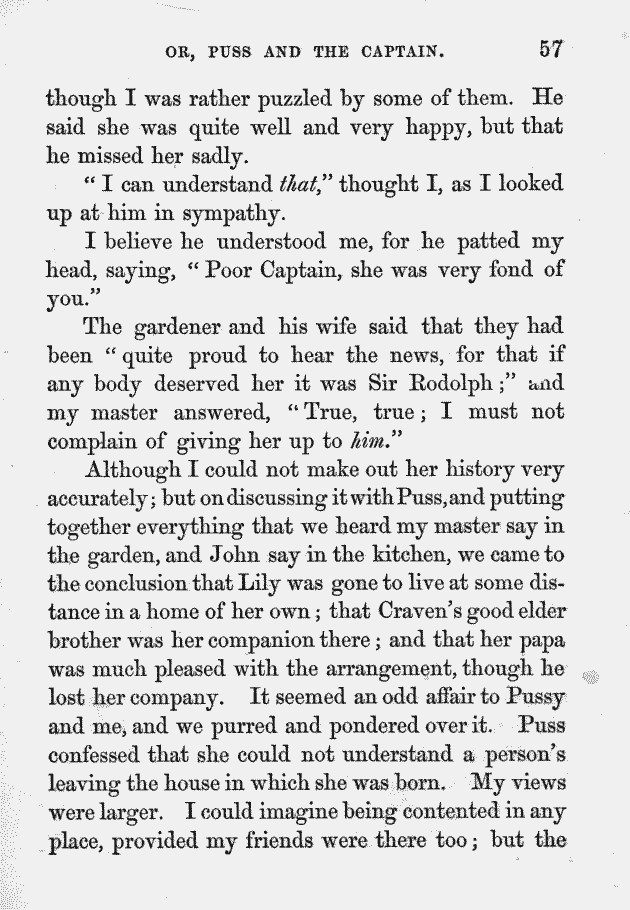 OR, PUSS AND THE CAPTAIN. 57
though I was rather puzzled by some of them. He
said she was quite well and very happy, but that
he missed her sadly.
“ I can understand that,” thought I, as I looked
up at him in sympathy.
I believe he understood me, for he patted my
head, saying, “ Poor Captain, she was very fond of
you.”
The gardener and his wife said that they had
been “ quite proud to hear the news, for that if
any body deserved her it was Sir Rodolph ;” and
my master answered, “ True, true ; I must not
complain of giving her up to him.”
Although I could not make out her history very
accurately ; but on discussing it with Puss, and putting
together everything that we heard my master say in
the garden, and John say in the kitchen, we came to
the conclusion that Lily was gone to live at some dis-
tance in a home of her own ; that Craven’s good elder
brother was her companion there ; and that her papa
was much pleased with the arrangement, though he
lost her company. It seemed an odd affair to Pussy
and me, and we purred and pondered over it. Puss
confessed that she could not understand a person’s
leaving the house in which she was born. My views
were larger. I could imagine being contented in any
place, provided my friends were there too ; but the